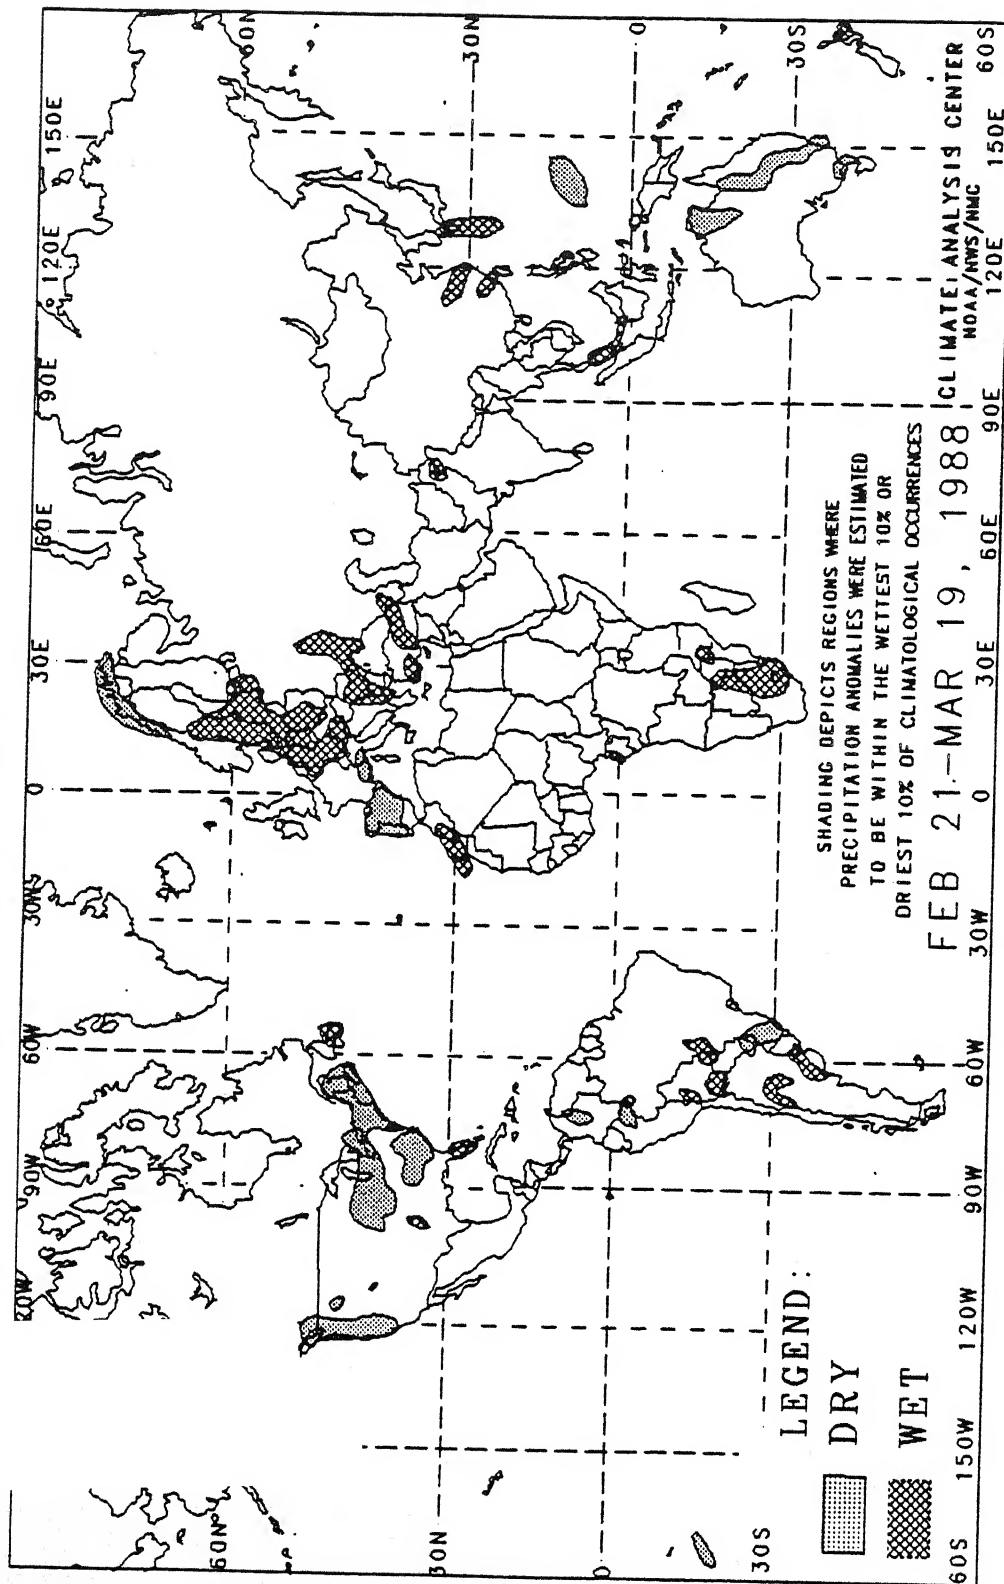 20W 90W 60W 30W 0 30E 60E 90E 120E 150E
60N 60N
30N 30N
0 0
30S 30S
SHADING DEPICTS REGIONS WHERE
PRECIPITATION ANOMALIES WERE ESTIMATED
TO BE WITHIN THE WETTEST 10% OR
DRIEST 10% OF CLIMATOLOGICAL OCCURRENCES
LEGEND:
DRY
WET
FEB 21-MAR 19, 1988
CLIMATE ANALYSIS CENTER
NOAA/NWS/NMC
60S 150W 120W 90W 60W 30W 0 30E 60E 90E 120E 150E 60S